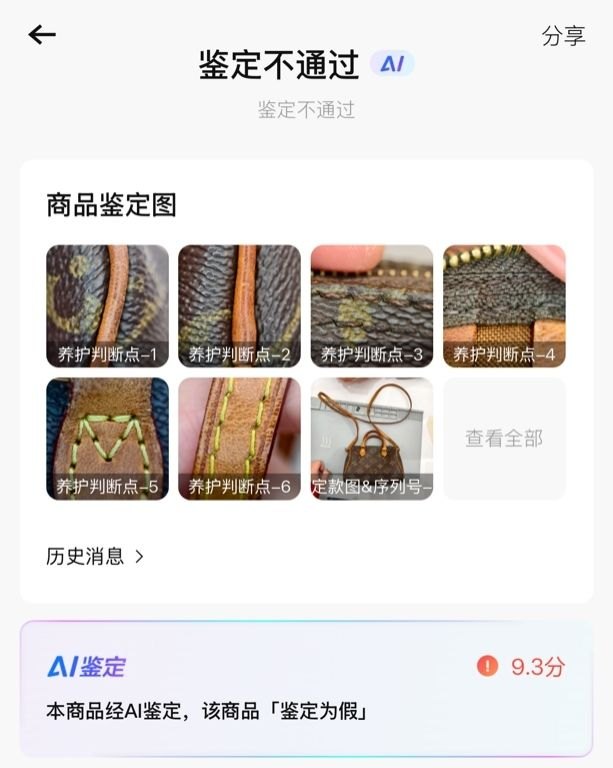 分享
鉴定不通过 AI
鉴定不通过
商品鉴定图
养护判断点-1
养护判断点-2
养护判断点-3
养护判断点-4
养护判断点-5
养护判断点-6
定款图&序列号-
查看全部
历史消息
AI鉴定
9.3分
本商品经AI鉴定，该商品「鉴定为假」